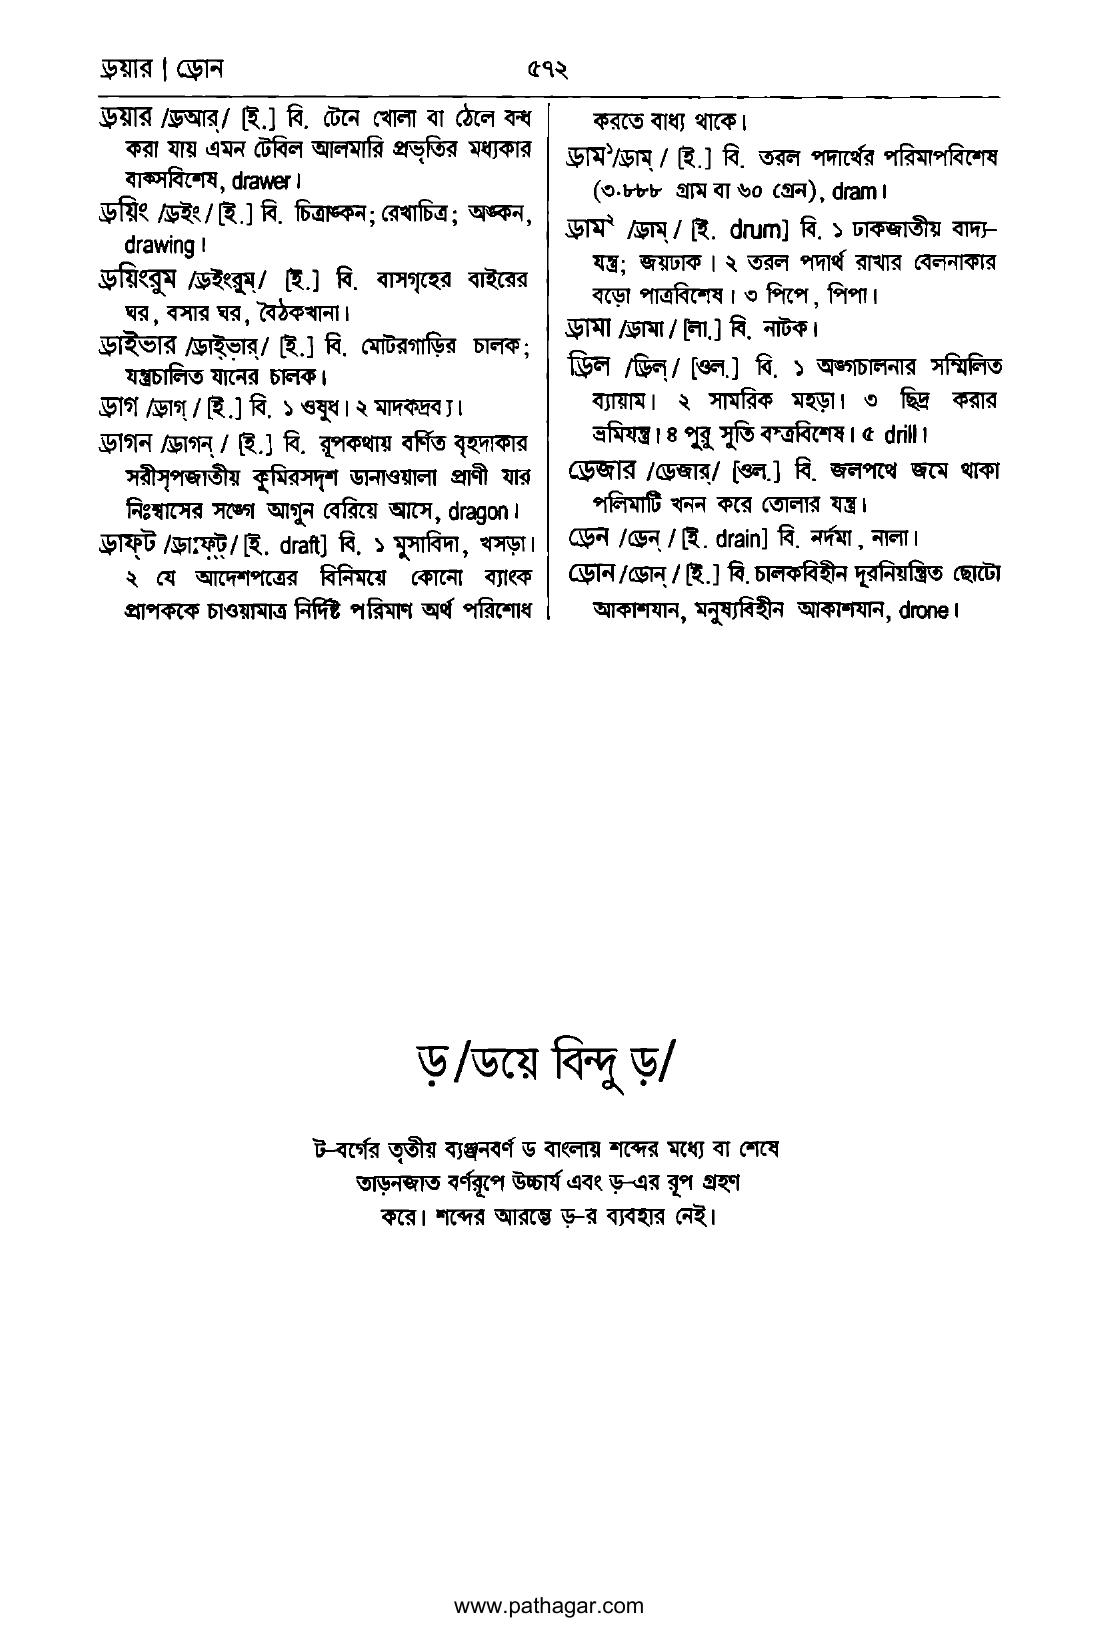 ড্রয়ার | ড্রোন
৫৭২
ড্রয়ার /ড্রআর্/ [ই.] বি. টেনে খোলা বা ঠেলে বন্ধ
করা যায় এমন টেবিল আলমারি প্রভৃতির মধ্যকার
বাক্সবিশেষ, drawer।
ড্রয়িং /ড্রইং/ [ই.] বি. চিত্রাঙ্কন; রেখাচিত্র; অঙ্কন,
drawing।
ড্রয়িংরুম /ড্রইংরুম্/ [ই.] বি. বাসগৃহের বাইরের
ঘর, বসার ঘর, বৈঠকখানা।
ড্রাইভার /ড্রাইভ়ার্/ [ই.] বি. মোটরগাড়ির চালক;
যন্ত্রচালিত যানের চালক।
ড্রাগ /ড্রাগ্/ [ই.] বি. ১ ওষুধ। ২ মাদকদ্রব্য।
ড্রাগন /ড্রাগন্/ [ই.] বি. রূপকথায় বর্ণিত বৃহদাকার
সরীসৃপজাতীয় কুমিরসদৃশ ডানাওয়ালা প্রাণী যার
নিঃশ্বাসের সঙ্গে আগুন বেরিয়ে আসে, dragon।
ড্রাফ্‌ট /ড্রাফ়্‌ট্/ [ই. draft] বি. ১ মুসাবিদা, খসড়া।
২ যে আদেশপত্রের বিনিময়ে কোনো ব্যাংক
প্রাপককে চাওয়ামাত্র নির্দিষ্ট পরিমাণ অর্থ পরিশোধ
করতে বাধ্য থাকে।
ড্রাম¹ /ড্রাম্/ [ই.] বি. তরল পদার্থের পরিমাপবিশেষ
(৩.৮৮৮ গ্রাম বা ৬০ গ্রেন), dram।
ড্রাম² /ড্রাম্/ [ই. drum] বি. ১ ঢাকজাতীয় বাদ্য-
যন্ত্র; জয়ঢাক। ২ তরল পদার্থ রাখার বেলনাকার
বড়ো পাত্রবিশেষ। ৩ পিপে, পিপা।
ড্রামা /ড্রামা/ [লা.] বি. নাটক।
ড্রিল /ড্রিল্/ [ওল.] বি. ১ অঙ্গচালনার সম্মিলিত
ব্যায়াম। ২ সামরিক মহড়া। ৩ ছিদ্র করার
ভ্রমিযন্ত্র। ৪ পুরু সুতি বস্ত্রবিশেষ। ৫ drill।
ড্রেজার /ড্রেজার্/ [ওল.] বি. জলপথে জমে থাকা
পলিমাটি খনন করে তোলার যন্ত্র।
ড্রেন /ড্রেন্/ [ই. drain] বি. নর্দমা, নালা।
ড্রোন /ড্রোন্/ [ই.] বি. চালকবিহীন দূরনিয়ন্ত্রিত ছোটো
আকাশযান, মনুষ্যবিহীন আকাশযান, drone।
ড় /ডয়ে বিন্দু ড়/
ট-বর্গের তৃতীয় ব্যঞ্জনবর্ণ ড বাংলায় শব্দের মধ্যে বা শেষে
তাড়নজাত বর্ণরূপে উচ্চার্য এবং ড়-এর রূপ গ্রহণ
করে। শব্দের আরম্ভে ড়-র ব্যবহার নেই।
www.pathagar.com